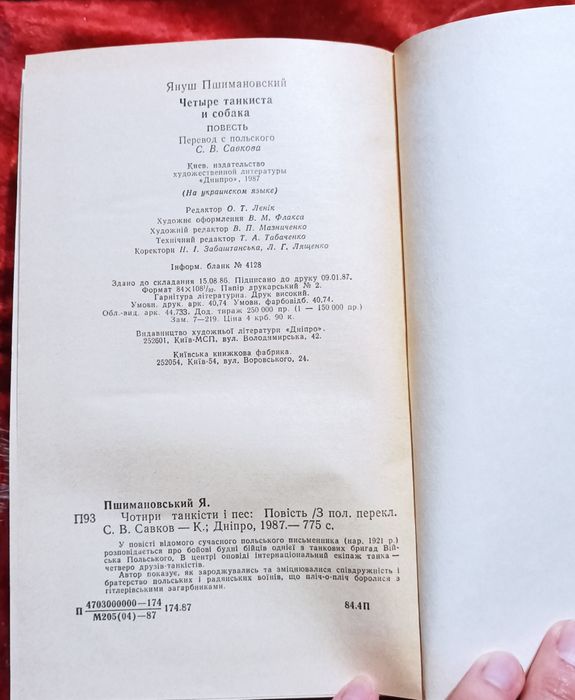 Януш Пшимановский
Четыре танкиста
и собака
ПОВЕСТЬ
Перевод с польского
С. В. Савкова
Киев, издательство
художественной литературы
«Дніпро», 1987
(На украинском языке)
Редактор О. Т. Лєнік
Художнє оформлення В. М. Флакса
Художній редактор В. П. Мазниченко
Технічний редактор Т. А. Табаченко
Коректори Н. І. Забаштанська, Л. Г. Лященко
Інформ. бланк № 4128
Здано до складання 15.08.86. Підписано до друку 09.01.87.
Формат 84×108¹/₃₂. Папір друкарський № 2.
Гарнітура літературна. Друк високий.
Умовн. друк. арк. 40,74 Умовн. фарбовідб. 40,74.
Обл.-вид. арк. 44,733. Дод. тираж 250 000 пр. (1 — 150 000 пр.)
Зам. 7—219. Ціна 4 крб. 90 к.
Видавництво художньої літератури «Дніпро».
252601, Київ-МСП, вул. Володимирська, 42.
Київська книжкова фабрика.
252054, Київ-54, вул. Воровського, 24.
Пшимановський Я.
П93 Чотири танкісти і пес: Повість /З пол. перекл.
С. В. Савков — К.; Дніпро, 1987.— 775 с.
У повісті відомого сучасного польського письменника (нар. 1921 р.)
розповідається про бойові будні бійців однієї з танкових бригад Вій-
ська Польського. В центрі оповіді інтернаціональний екіпаж танка —
четверо друзів-танкістів.
Автор показує, як зароджувались та зміцнювалися співдружність і
братерство польських і радянських воїнів, що пліч-о-пліч боролися з
гітлерівськими загарбниками.
П 4703000000—174 174.87 84.4П
М205(04)—87